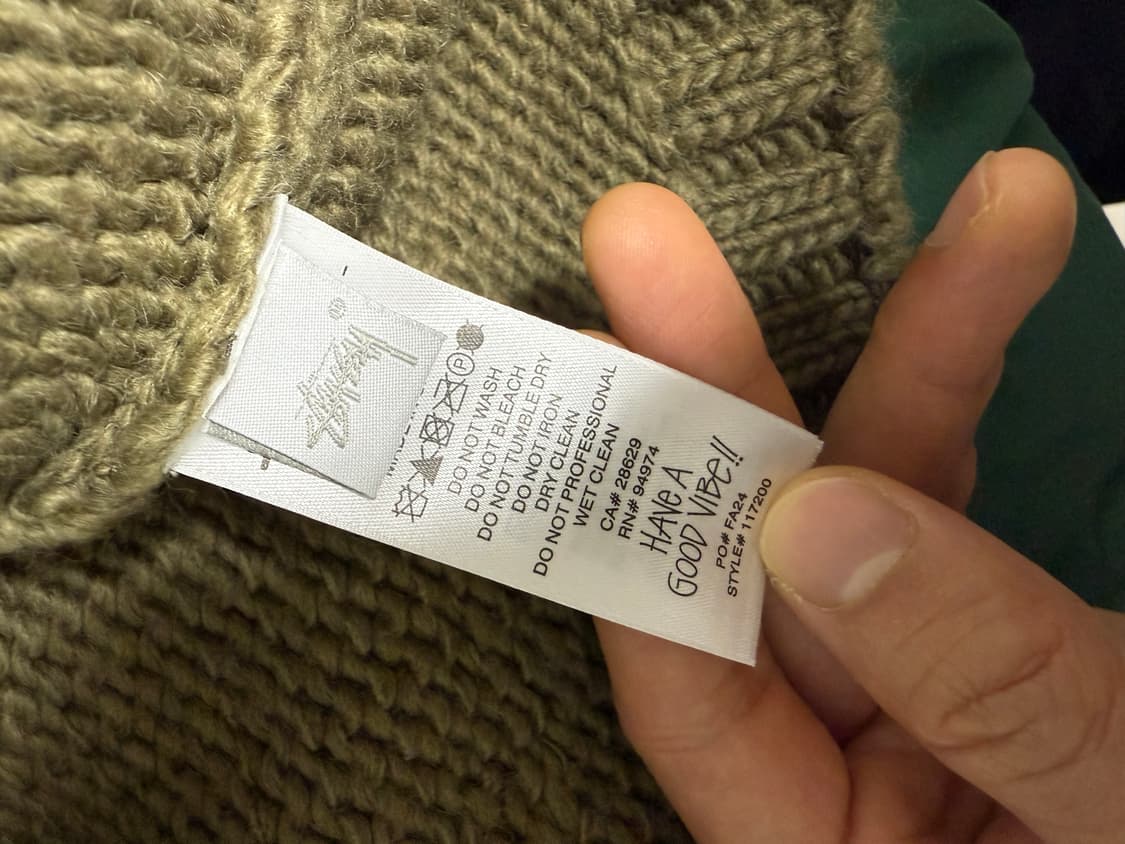 Stüssy
®
DO NOT WASH
DO NOT BLEACH
DO NOT TUMBLE DRY
DO NOT IRON
DRY CLEAN
DO NOT PROFESSIONAL
WET CLEAN
CA# 28629
RN# 94974
HAVE A
GOOD VIBE!!
PO# FA24
STYLE# 117200